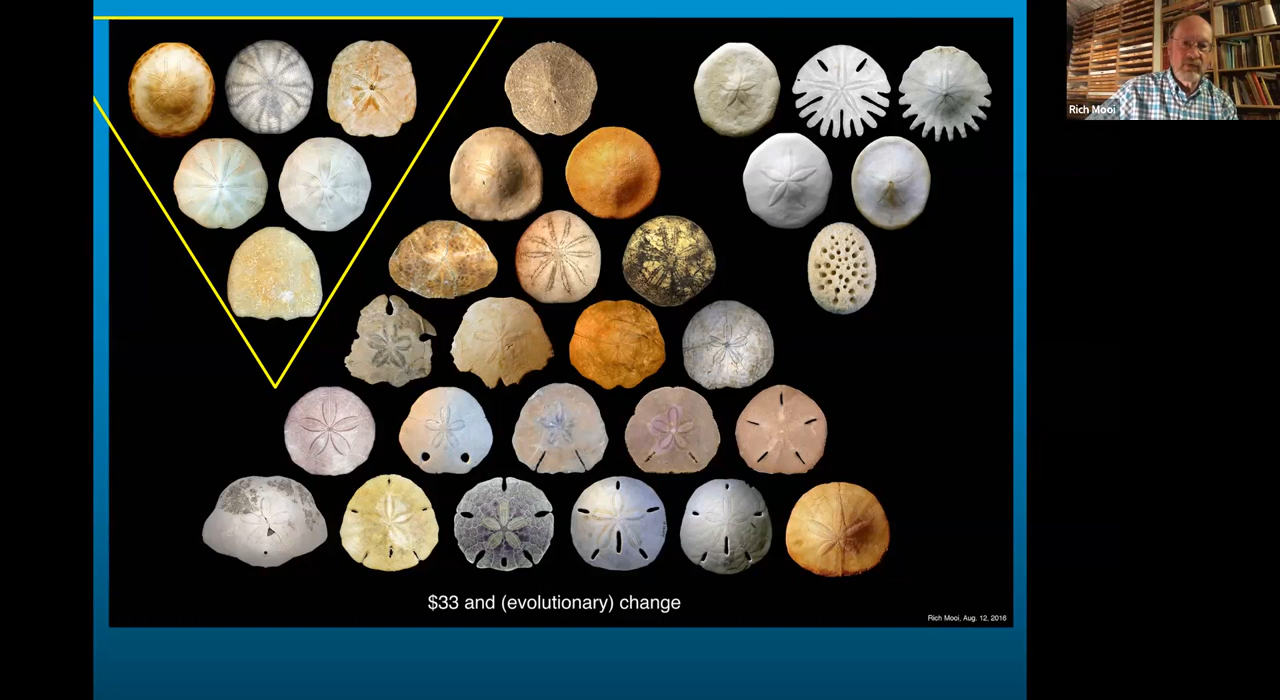 Rich Mooi
$33 and (evolutionary) change
Rich Mooi, Aug. 12, 2016